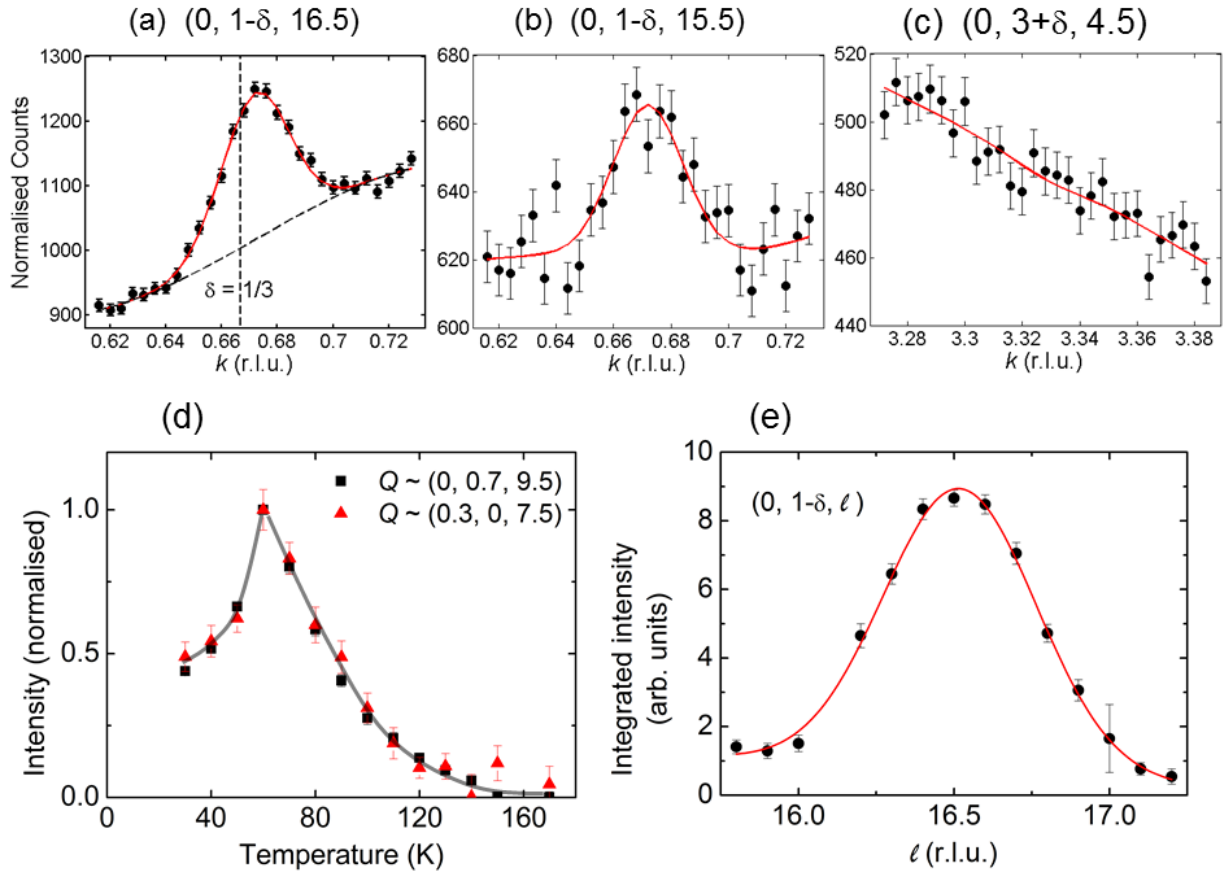 (a) (0, 1-δ, 16.5)
(b) (0, 1-δ, 15.5)
(c) (0, 3+δ, 4.5)
Normalised Counts
1300
1200
1100
1000
900
δ = 1/3
0.62 0.64 0.66 0.68 0.7 0.72
k (r.l.u.)
680
660
640
620
600
0.62 0.64 0.66 0.68 0.7 0.72
k (r.l.u.)
520
500
480
460
440
3.28 3.3 3.32 3.34 3.36 3.38
k (r.l.u.)
(d)
Intensity (normalised)
1.0
0.5
0.0
Q ~ (0, 0.7, 9.5)
Q ~ (0.3, 0, 7.5)
40 80 120 160
Temperature (K)
(e)
Integrated intensity
(arb. units)
10
8
6
4
2
0
(0, 1-δ, ℓ)
16.0 16.5 17.0
ℓ (r.l.u.)